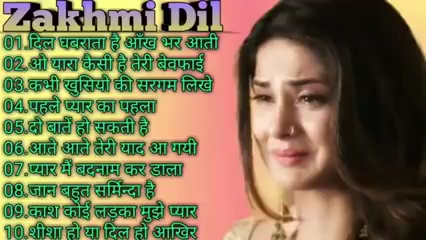 Zakhmi Dil
01.दिल घबराता है आँख भर आती
02.ओ यारा कैसी है तेरी बेवफाई
03.कभी खुसियो की सरगम लिखे
04.पहले प्यार का पहला
05.दो बातें हो सकती है
06.आते आते तेरी याद आ गयी
07.प्यार मैं बदनाम कर डाला
08.जान बहुत सर्मिन्दा है
09.काश कोई लड़का मुझे प्यार
10.शीशा हो या दिल हो आखिर